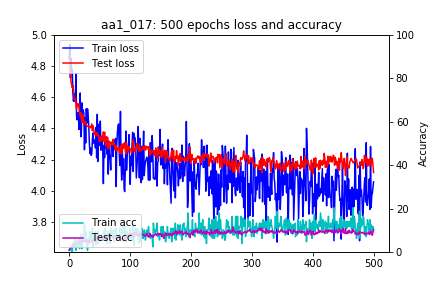 aa1_017: 500 epochs loss and accuracy
5.0
4.8
4.6
4.4
4.2
4.0
3.8
Loss
Train loss
Test loss
Train acc
Test acc
100
80
60
40
20
0
Accuracy
0 100 200 300 400 500